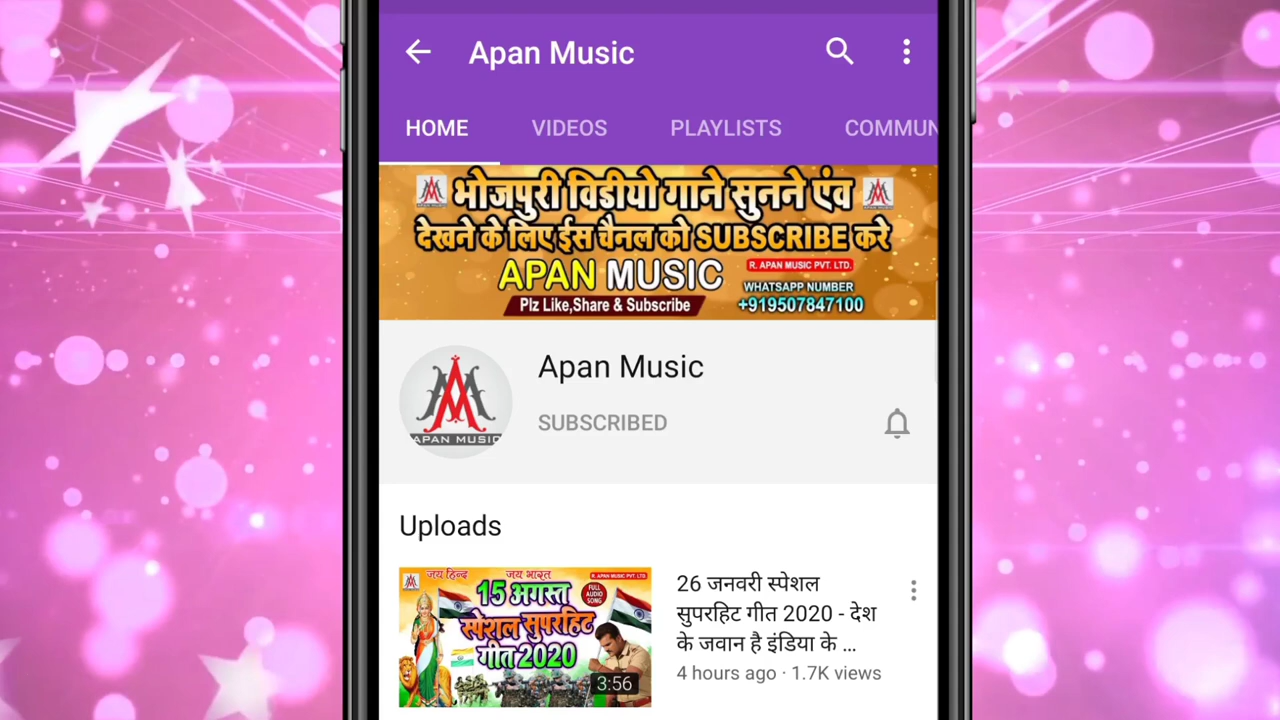 Apan Music
HOME VIDEOS PLAYLISTS COMMUN
भोजपुरी विडीयो गाने सुनने एंव
देखने के लिए ईस चैनल को SUBSCRIBE करे
APAN MUSIC
R. APAN MUSIC PVT. LTD.
Plz Like,Share & Subscribe
WHATSAPP NUMBER
+919507847100
Apan Music
SUBSCRIBED
APAN MUSIC
Uploads
जय हिन्द जय भारत
R. APAN MUSIC PVT. LTD
15 अगस्त
FULL
AUDIO
SONG
स्पेशल सुपरहिट
गीत 2020
3:56
26 जनवरी स्पेशल
सुपरहिट गीत 2020 - देश
के जवान है इंडिया के ...
4 hours ago · 1.7K views